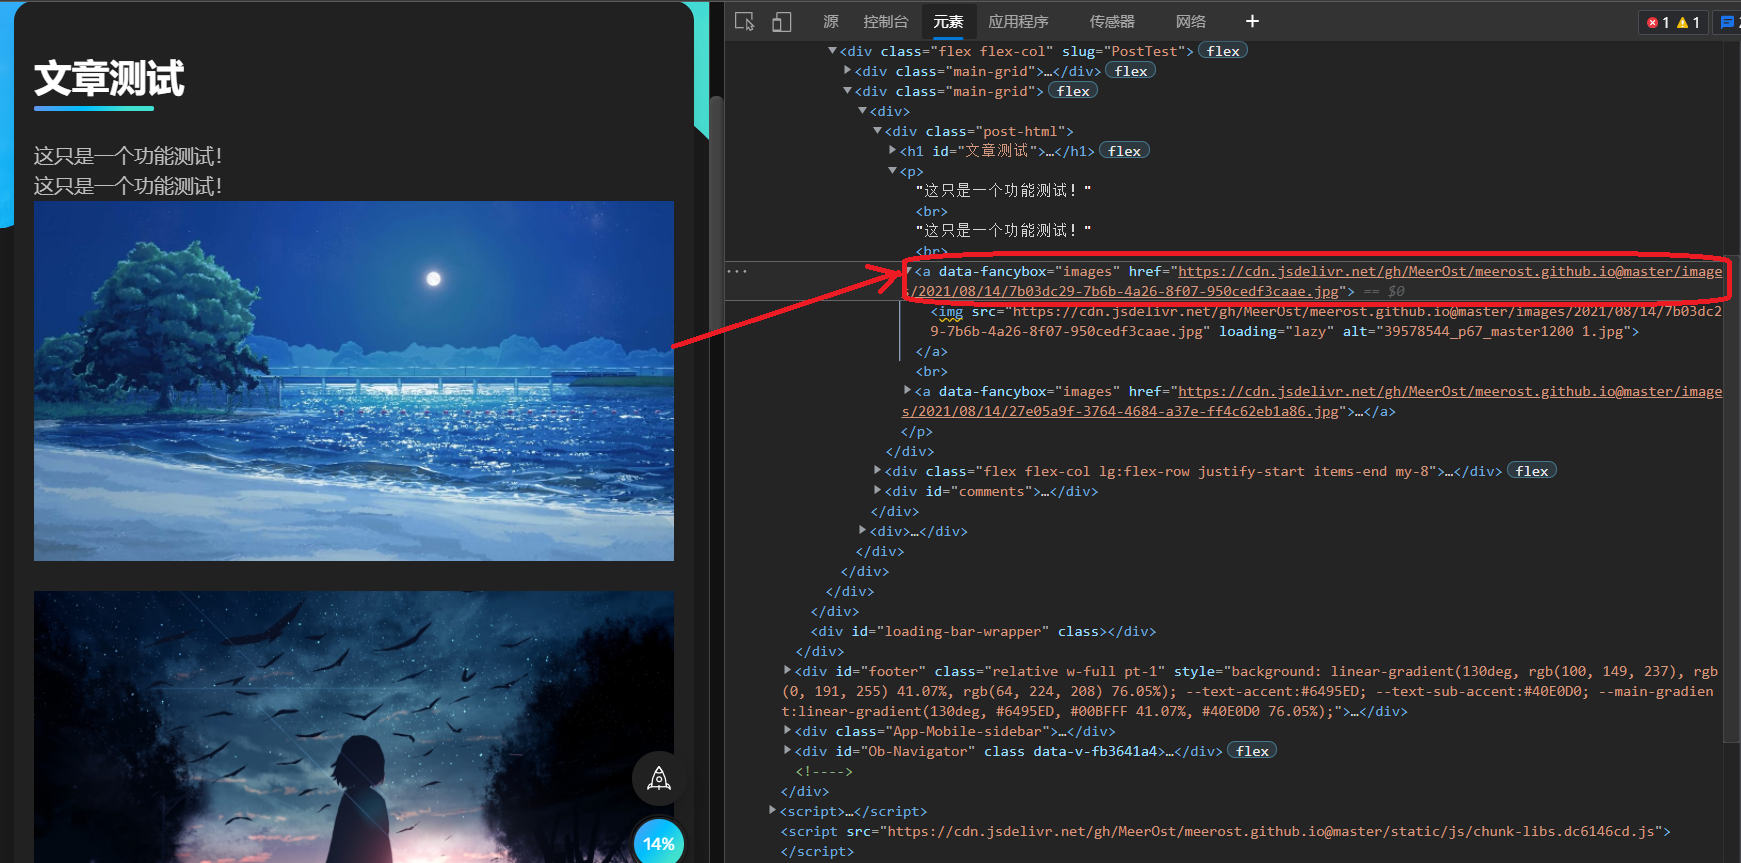 文章测试
这只是一个功能测试！
这只是一个功能测试！
14%
源 控制台 元素 应用程序 传感器 网络 +
1 1
<div class="flex flex-col" slug="PostTest"> flex
<div class="main-grid">…</div> flex
<div class="main-grid"> flex
<div>
<div class="post-html">
<h1 id="文章测试">…</h1> flex
<p>
"这只是一个功能测试！"
<br>
"这只是一个功能测试！"
<br>
<a data-fancybox="images" href="https://cdn.jsdelivr.net/gh/MeerOst/meerost.github.io@master/image
s/2021/08/14/7b03dc29-7b6b-4a26-8f07-950cedf3caae.jpg"> == $0
<img src="https://cdn.jsdelivr.net/gh/MeerOst/meerost.github.io@master/images/2021/08/14/7b03dc2
9-7b6b-4a26-8f07-950cedf3caae.jpg" loading="lazy" alt="39578544_p67_master1200 1.jpg">
</a>
<br>
<a data-fancybox="images" href="https://cdn.jsdelivr.net/gh/MeerOst/meerost.github.io@master/image
s/2021/08/14/27e05a9f-3764-4684-a37e-ff4c62eb1a86.jpg">…</a>
</p>
</div>
<div class="flex flex-col lg:flex-row justify-start items-end my-8">…</div> flex
<div id="comments">…</div>
</div>
<div>…</div>
</div>
</div>
</div>
</div>
<div id="loading-bar-wrapper" class></div>
</div>
<div id="footer" class="relative w-full pt-1" style="background: linear-gradient(130deg, rgb(100, 149, 237), rgb
(0, 191, 255) 41.07%, rgb(64, 224, 208) 76.05%); --text-accent:#6495ED; --text-sub-accent:#40E0D0; --main-gradien
t:linear-gradient(130deg, #6495ED, #00BFFF 41.07%, #40E0D0 76.05%);">…</div>
<div class="App-Mobile-sidebar">…</div>
<div id="Ob-Navigator" class data-v-fb3641a4>…</div> flex
<!---->
</div>
<script>…</script>
<script src="https://cdn.jsdelivr.net/gh/MeerOst/meerost.github.io@master/static/js/chunk-libs.dc6146cd.js">
</script>